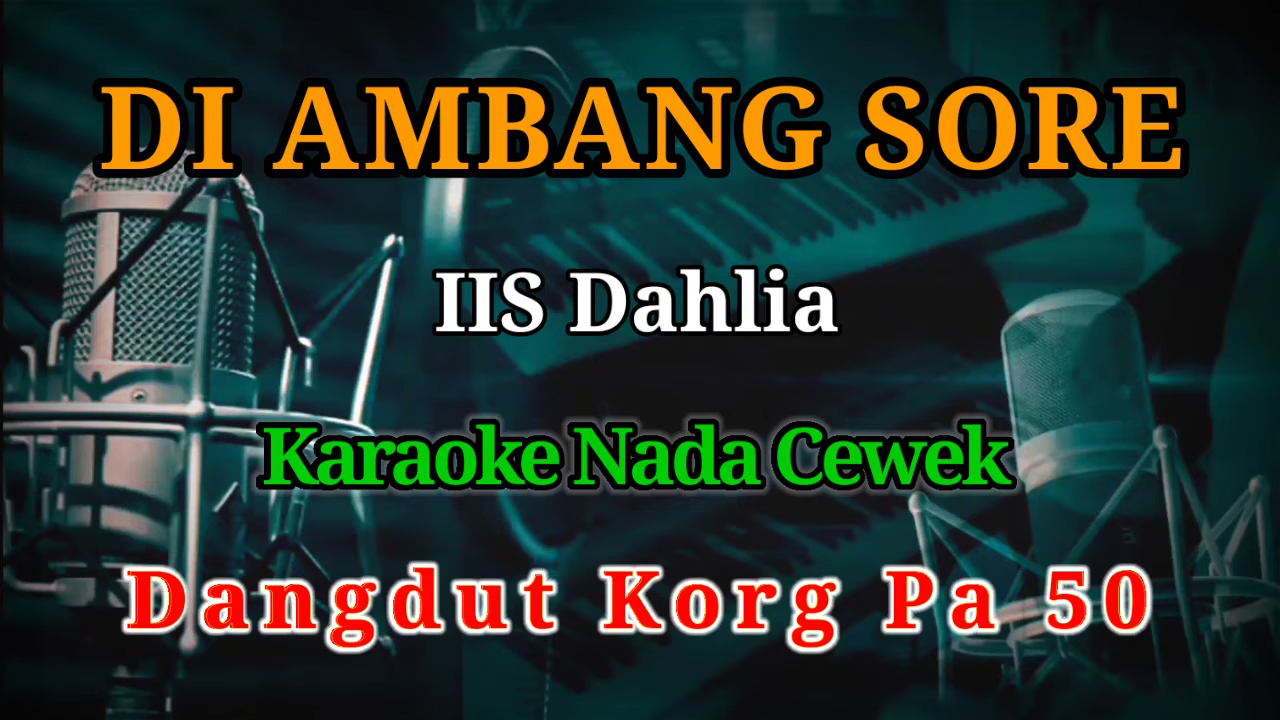 DI AMBANG SORE
IIS Dahlia
Karaoke Nada Cewek
Dangdut Korg Pa 50